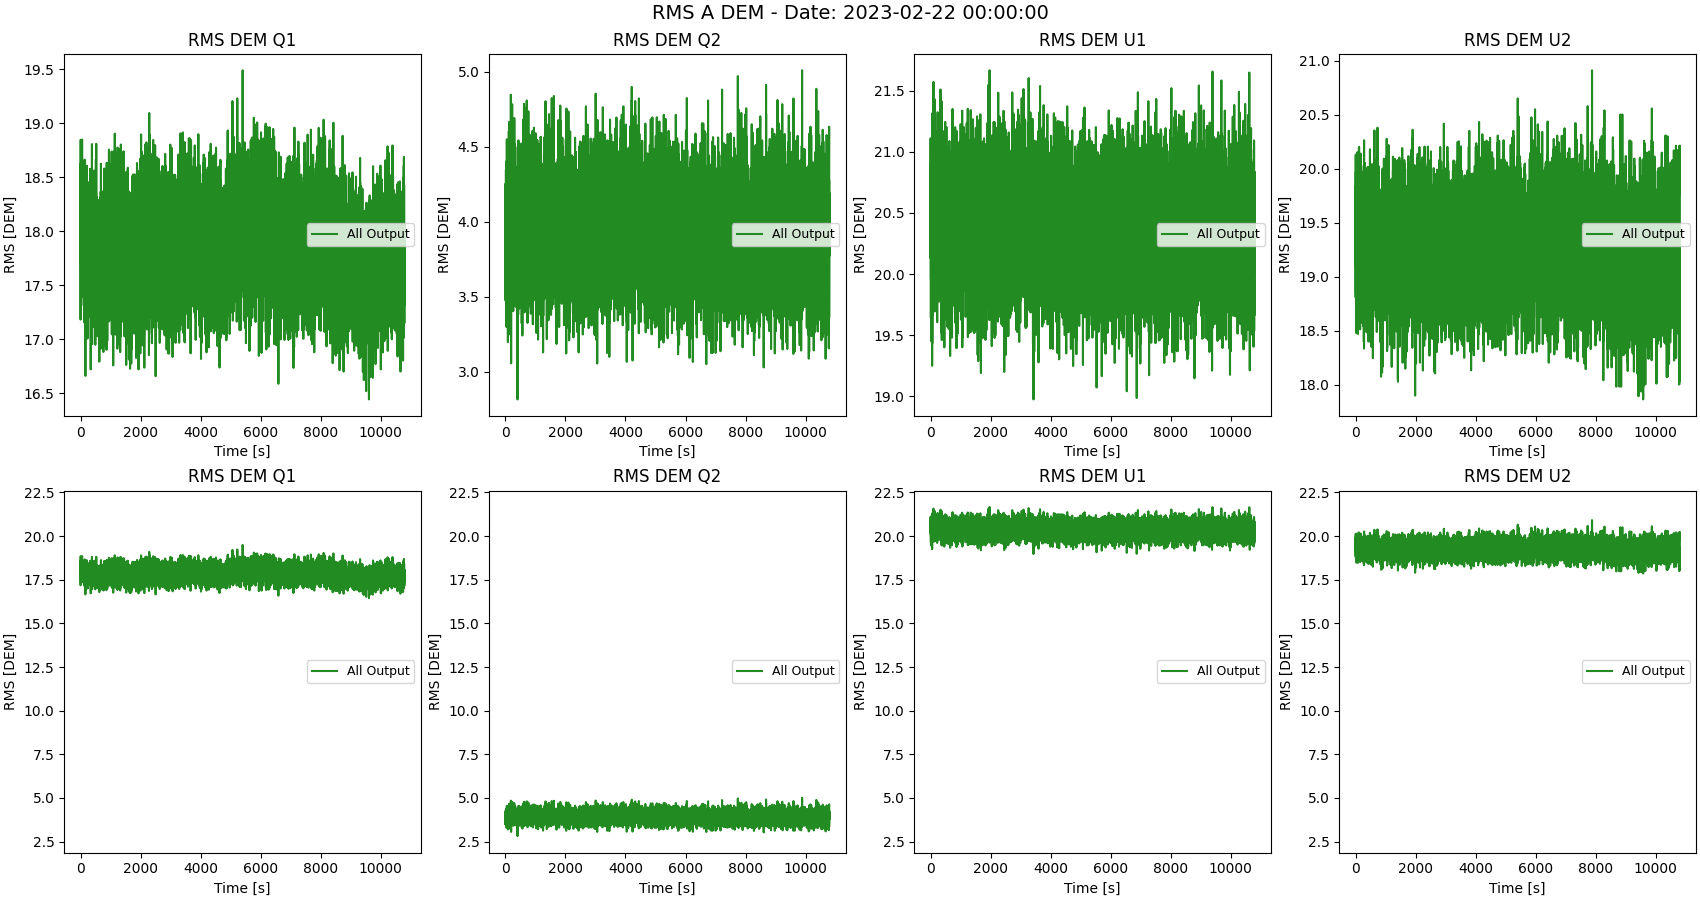 RMS A DEM - Date: 2023-02-22 00:00:00
RMS DEM Q1
RMS [DEM]
19.5
19.0
18.5
18.0
17.5
17.0
16.5
All Output
0 2000 4000 6000 8000 10000
Time [s]
RMS DEM Q2
RMS [DEM]
5.0
4.5
4.0
3.5
3.0
All Output
0 2000 4000 6000 8000 10000
Time [s]
RMS DEM U1
RMS [DEM]
21.5
21.0
20.5
20.0
19.5
19.0
All Output
0 2000 4000 6000 8000 10000
Time [s]
RMS DEM U2
RMS [DEM]
21.0
20.5
20.0
19.5
19.0
18.5
18.0
All Output
0 2000 4000 6000 8000 10000
Time [s]
RMS DEM Q1
RMS [DEM]
22.5
20.0
17.5
15.0
12.5
10.0
7.5
5.0
2.5
All Output
0 2000 4000 6000 8000 10000
Time [s]
RMS DEM Q2
RMS [DEM]
22.5
20.0
17.5
15.0
12.5
10.0
7.5
5.0
2.5
All Output
0 2000 4000 6000 8000 10000
Time [s]
RMS DEM U1
RMS [DEM]
22.5
20.0
17.5
15.0
12.5
10.0
7.5
5.0
2.5
All Output
0 2000 4000 6000 8000 10000
Time [s]
RMS DEM U2
RMS [DEM]
22.5
20.0
17.5
15.0
12.5
10.0
7.5
5.0
2.5
All Output
0 2000 4000 6000 8000 10000
Time [s]